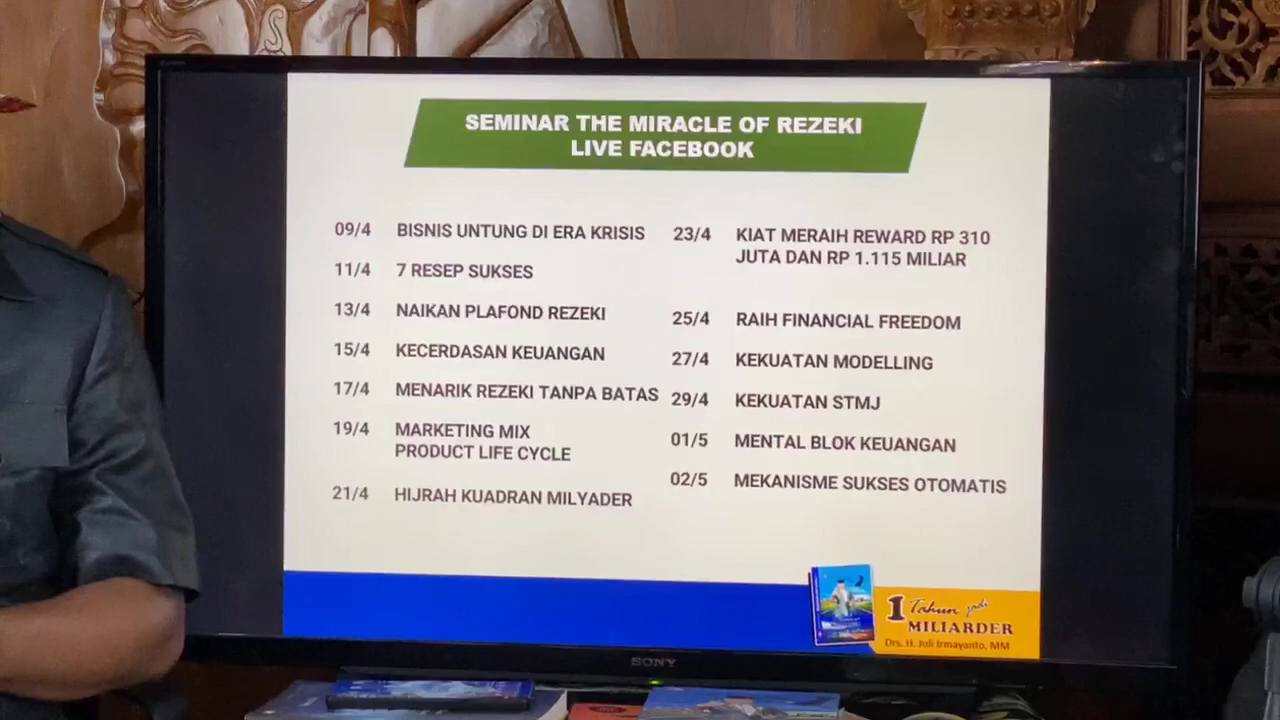 SEMINAR THE MIRACLE OF REZEKI
LIVE FACEBOOK
09/4 BISNIS UNTUNG DI ERA KRISIS
11/4 7 RESEP SUKSES
13/4 NAIKAN PLAFOND REZEKI
15/4 KECERDASAN KEUANGAN
17/4 MENARIK REZEKI TANPA BATAS
19/4 MARKETING MIX
PRODUCT LIFE CYCLE
21/4 HIJRAH KUADRAN MILYADER
23/4 KIAT MERAIH REWARD RP 310
JUTA DAN RP 1.115 MILIAR
25/4 RAIH FINANCIAL FREEDOM
27/4 KEKUATAN MODELLING
29/4 KEKUATAN STMJ
01/5 MENTAL BLOK KEUANGAN
02/5 MEKANISME SUKSES OTOMATIS
1 Tahun jadi
MILIARDER
Drs. H. Juli Irmayanto, MM
SONY